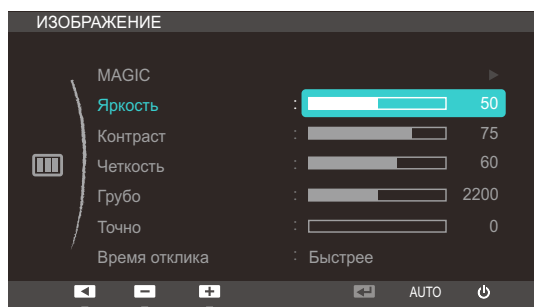 ИЗОБРАЖЕНИЕ
MAGIC
Яркость : 50
Контраст : 75
Четкость : 60
Грубо : 2200
Точно : 0
Время отклика : Быстрее
AUTO